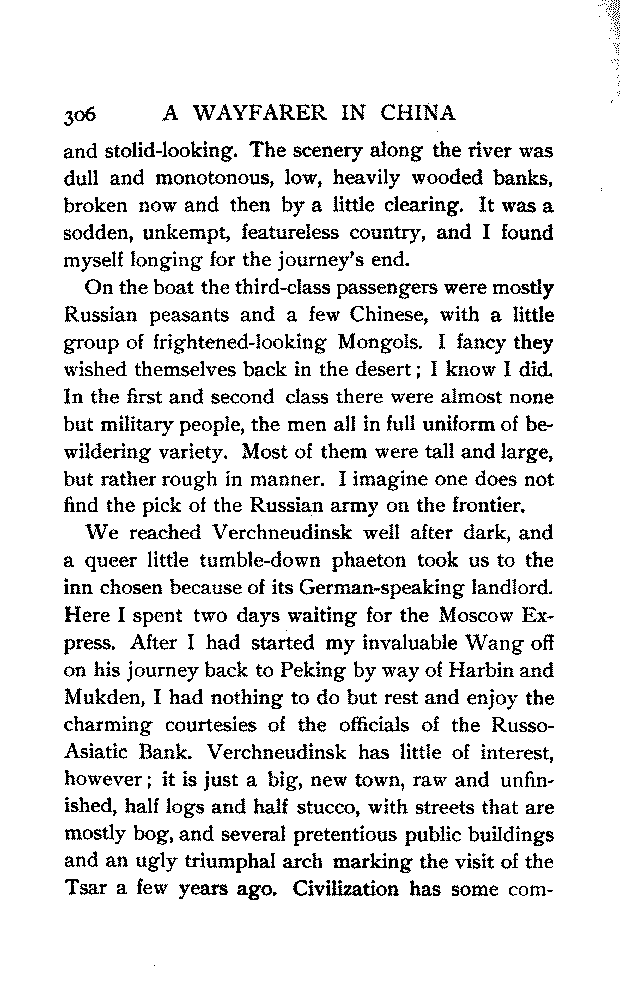 306 A WAYFARER IN CHINA
and stolid-looking. The scenery along the river was
dull and monotonous, low, heavily wooded banks,
broken now and then by a little clearing. It was a
sodden, unkempt, featureless country, and I found
myself longing for the journey's end.
On the boat the third-class passengers were mostly
Russian peasants and a few Chinese, with a little
group of frightened-looking Mongols. I fancy they
wished themselves back in the desert; I know I did.
In the first and second class there were almost none
but military people, the men all in full uniform of be-
wildering variety. Most of them were tall and large,
but rather rough in manner. I imagine one does not
find the pick of the Russian army on the frontier.
We reached Verchneudinsk well after dark, and
a queer little tumble-down phaeton took us to the
inn chosen because of its German-speaking landlord.
Here I spent two days waiting for the Moscow Ex-
press. After I had started my invaluable Wang off
on his journey back to Peking by way of Harbin and
Mukden, I had nothing to do but rest and enjoy the
charming courtesies of the officials of the Russo-
Asiatic Bank. Verchneudinsk has little of interest,
however; it is just a big, new town, raw and unfin-
ished, half logs and half stucco, with streets that are
mostly bog, and several pretentious public buildings
and an ugly triumphal arch marking the visit of the
Tsar a few years ago. Civilization has some com-